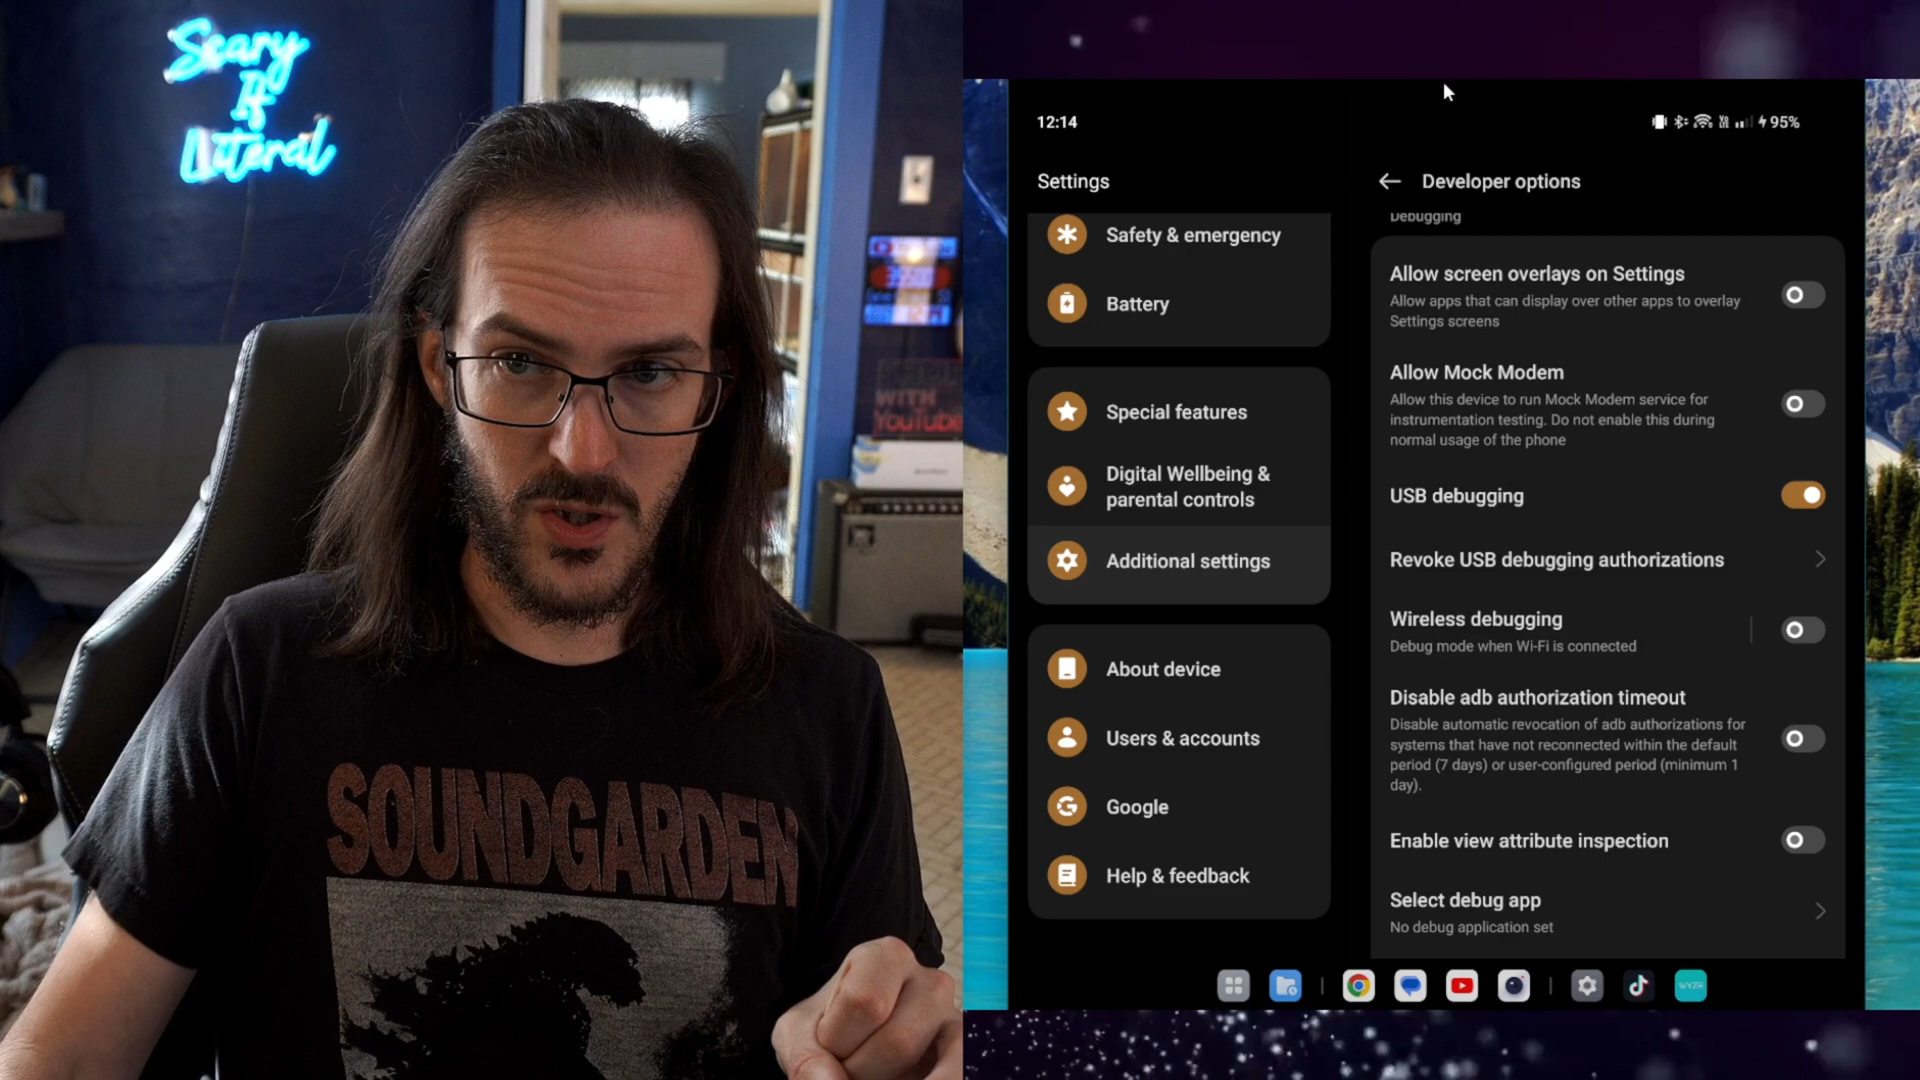 Scary
If
Literal
WITH
YouTube
SOUNDGARDEN
12:14
95%
Settings
Safety & emergency
Battery
Special features
Digital Wellbeing &
parental controls
Additional settings
About device
Users & accounts
Google
Help & feedback
Developer options
Debugging
Allow screen overlays on Settings
Allow apps that can display over other apps to overlay
Settings screens
Allow Mock Modem
Allow this device to run Mock Modem service for
instrumentation testing. Do not enable this during
normal usage of the phone
USB debugging
Revoke USB debugging authorizations
Wireless debugging
Debug mode when Wi-Fi is connected
Disable adb authorization timeout
Disable automatic revocation of adb authorizations for
systems that have not reconnected within the default
period (7 days) or user-configured period (minimum 1
day).
Enable view attribute inspection
Select debug app
No debug application set
WYZE